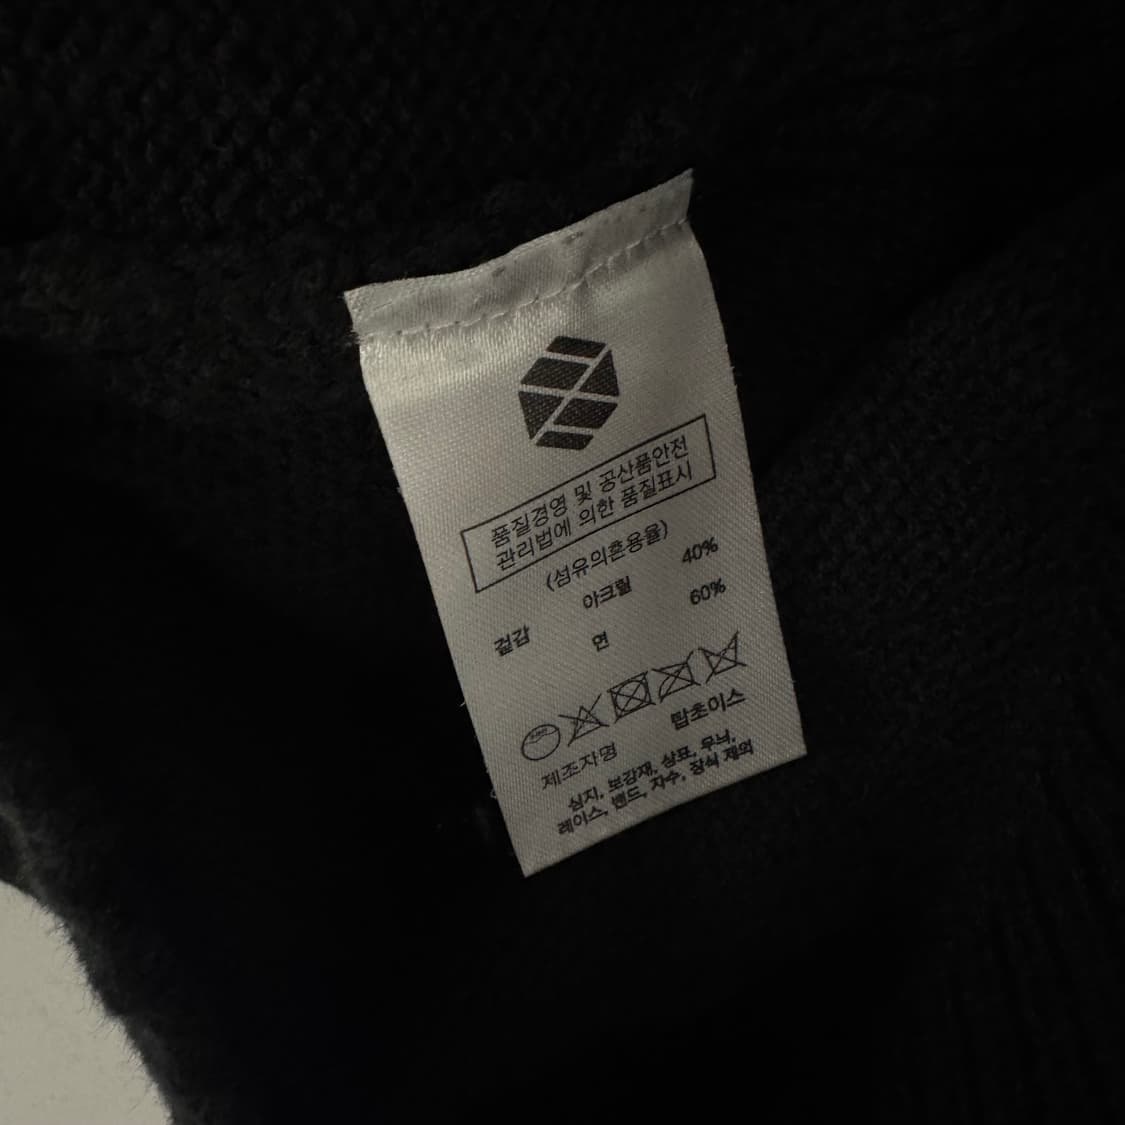 품질경영 및 공산품안전
관리법에 의한 품질표시
(섬유의혼용율)
아크릴 40%
겉감 면 60%
제조자명 탑초이스
심지, 보강재, 상표, 무늬,
레이스, 밴드, 자수, 장식 제외